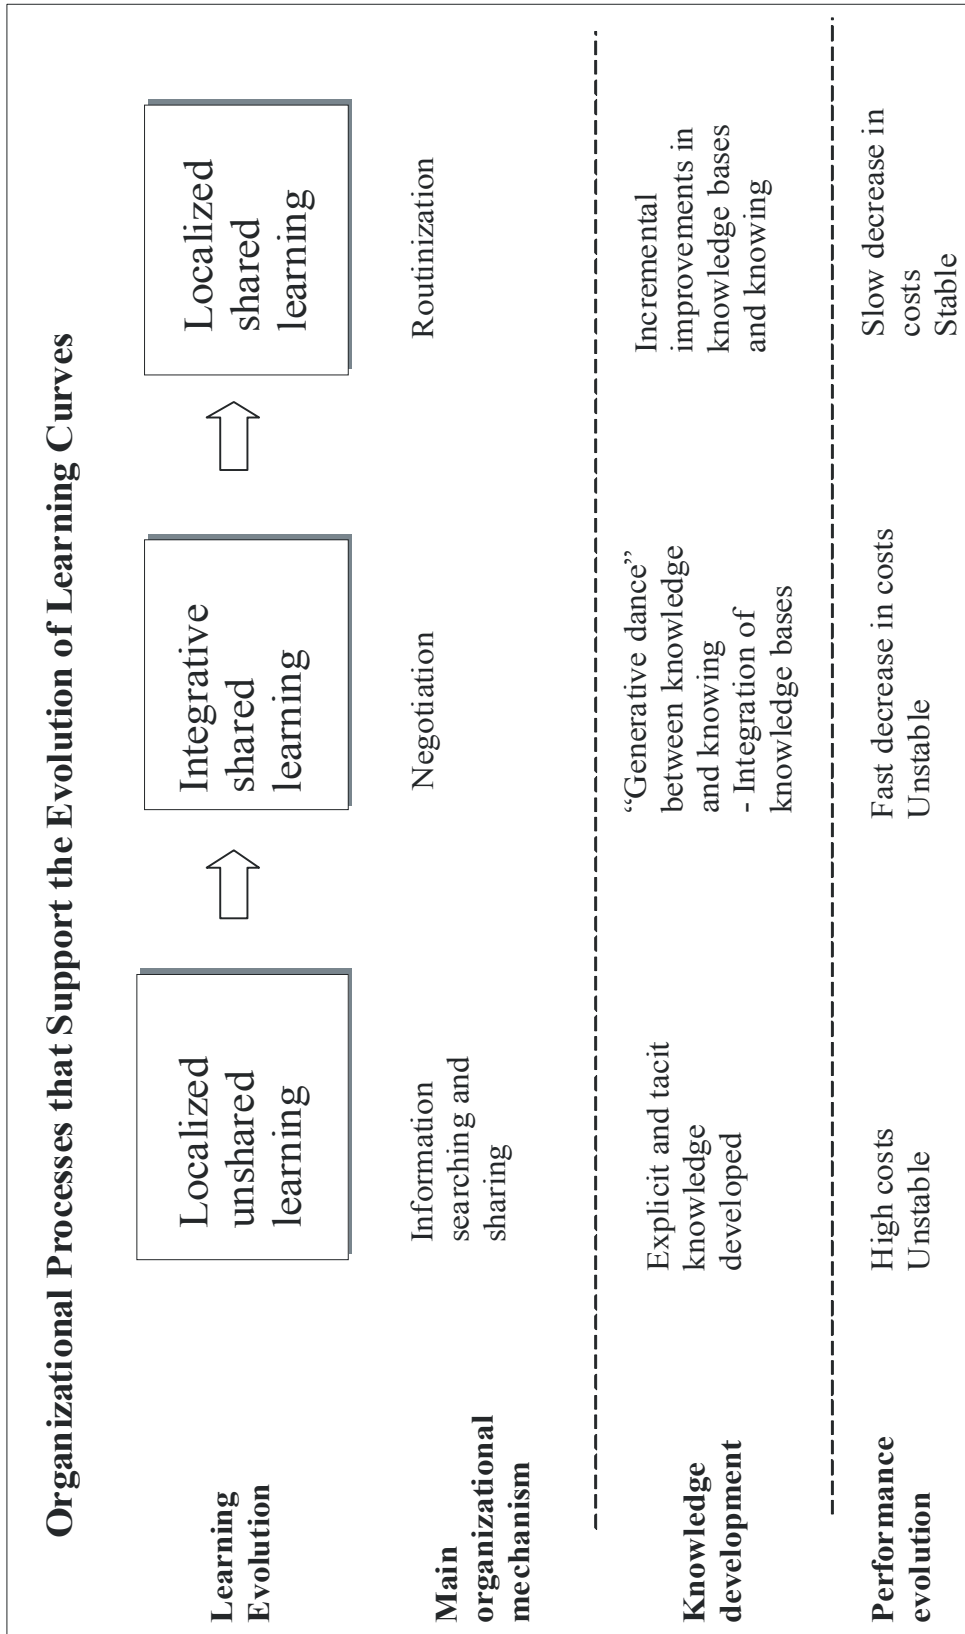 Organizational Processes that Support the Evolution of Learning Curves
Learning
Evolution
Localized
unshared
learning
Integrative
shared
learning
Localized
shared
learning
Main
organizational
mechanism
Information
searching and
sharing
Negotiation
Routinization
Knowledge
development
Explicit and tacit
knowledge
developed
“Generative dance”
between knowledge
and knowing
- Integration of
knowledge bases
Incremental
improvements in
knowledge bases
and knowing
Performance
evolution
High costs
Unstable
Fast decrease in costs
Unstable
Slow decrease in
costs
Stable